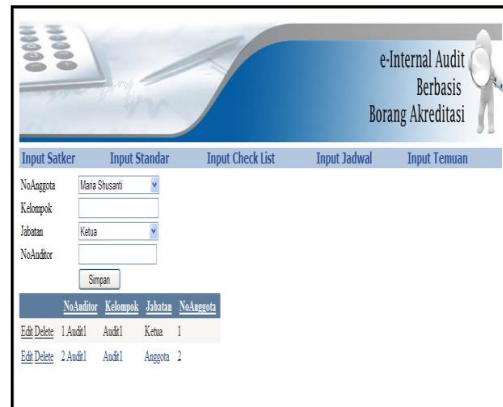 e-Internal Audit
Berbasis
Borang Akreditasi
Input Satker Input Standar Input Check List Input Jadwal Input Temuan
NoAnggota Maria Shusanti
Kelompok
Jabatan Ketua
NoAuditor
Simpan
NoAuditor Kelompok Jabatan NoAnggota
Edit Delete 1.Audit1 Audit1 Ketua 1
Edit Delete 2.Audit1 Audit1 Anggota 2